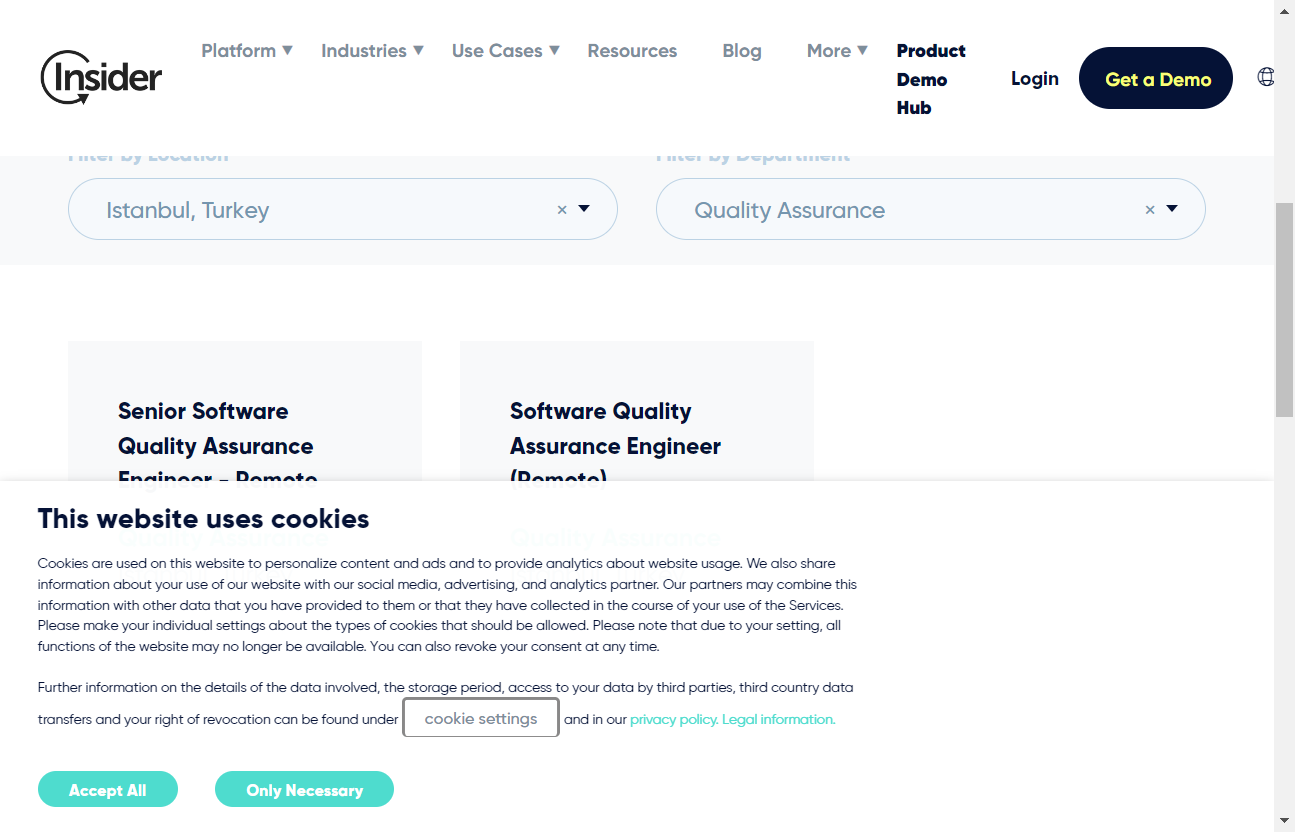 Insider
Platform ▼ Industries ▼ Use Cases ▼ Resources Blog More ▼
Product
Demo
Hub
Login
Get a Demo
Filter by Location
Filter by Department
Istanbul, Turkey ×
Quality Assurance ×
Senior Software
Quality Assurance
Engineer - Remote
Quality Assurance
Software Quality
Assurance Engineer
(Remote)
Quality Assurance
This website uses cookies
Cookies are used on this website to personalize content and ads and to provide analytics about website usage. We also share
information about your use of our website with our social media, advertising, and analytics partner. Our partners may combine this
information with other data that you have provided to them or that they have collected in the course of your use of the Services.
Please make your individual settings about the types of cookies that should be allowed. Please note that due to your setting, all
functions of the website may no longer be available. You can also revoke your consent at any time.
Further information on the details of the data involved, the storage period, access to your data by third parties, third country data
transfers and your right of revocation can be found under cookie settings and in our privacy policy. Legal information.
Accept All
Only Necessary